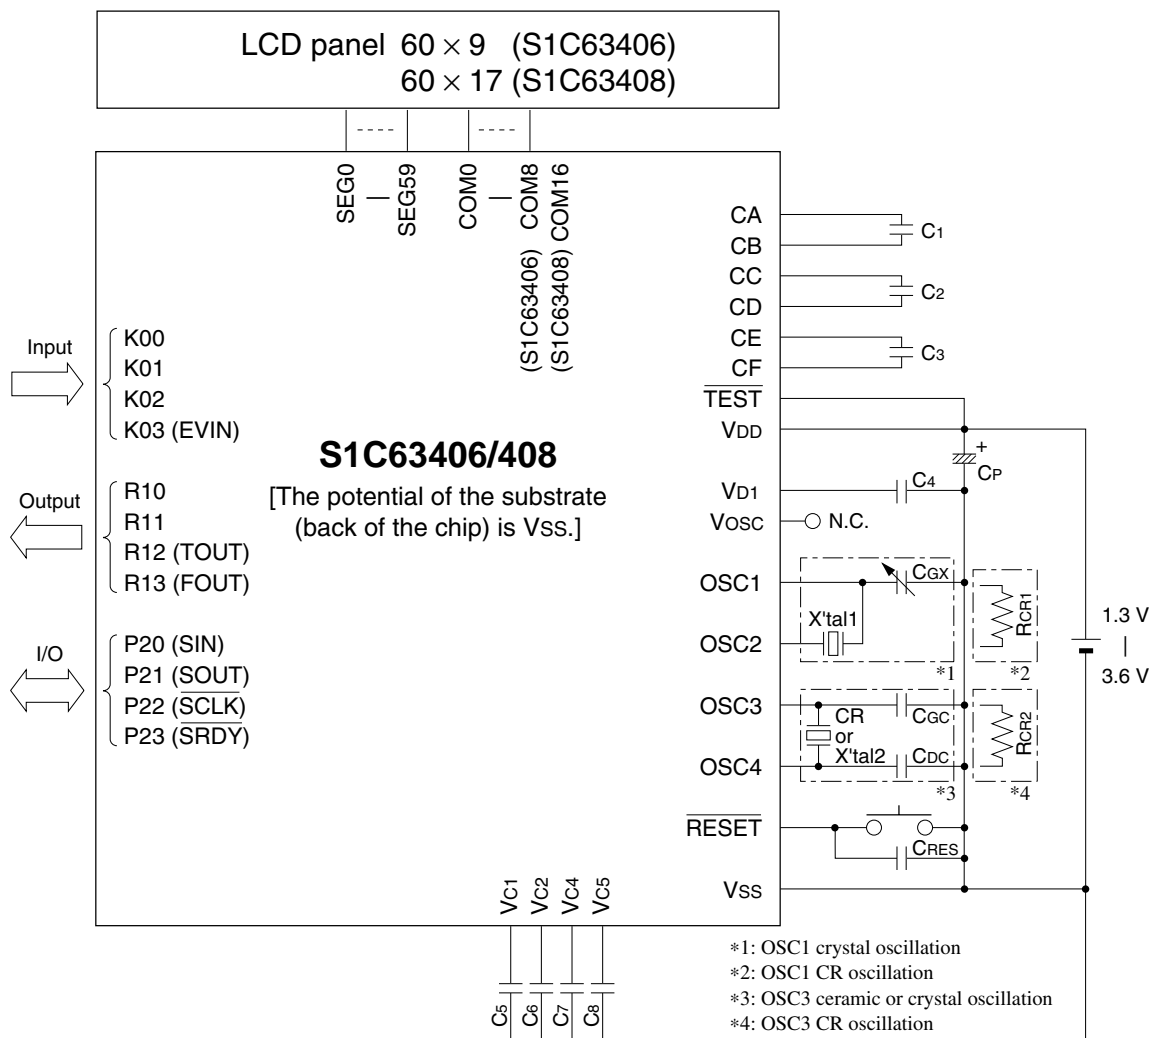 LCD panel 60 × 9 (S1C63406)
60 × 17 (S1C63408)
SEG0
SEG59
COM0
COM8
COM16
(S1C63406)
(S1C63408)
CA
CB
C1
CC
CD
C2
CE
CF
C3
TEST
VDD
+
CP
VD1
C4
VOSC
N.C.
Input
K00
K01
K02
K03 (EVIN)
S1C63406/408
[The potential of the substrate
(back of the chip) is VSS.]
Output
R10
R11
R12 (TOUT)
R13 (FOUT)
I/O
P20 (SIN)
P21 (SOUT)
P22 (SCLK)
P23 (SRDY)
OSC1
CGX
X'tal1
OSC2
*1
RCR1
*2
1.3 V
|
3.6 V
OSC3
CGC
CR
or
X'tal2
OSC4
CDC
*3
RCR2
*4
RESET
CRES
VSS
VC1
VC2
VC4
VC5
C5
C6
C7
C8
*1: OSC1 crystal oscillation
*2: OSC1 CR oscillation
*3: OSC3 ceramic or crystal oscillation
*4: OSC3 CR oscillation